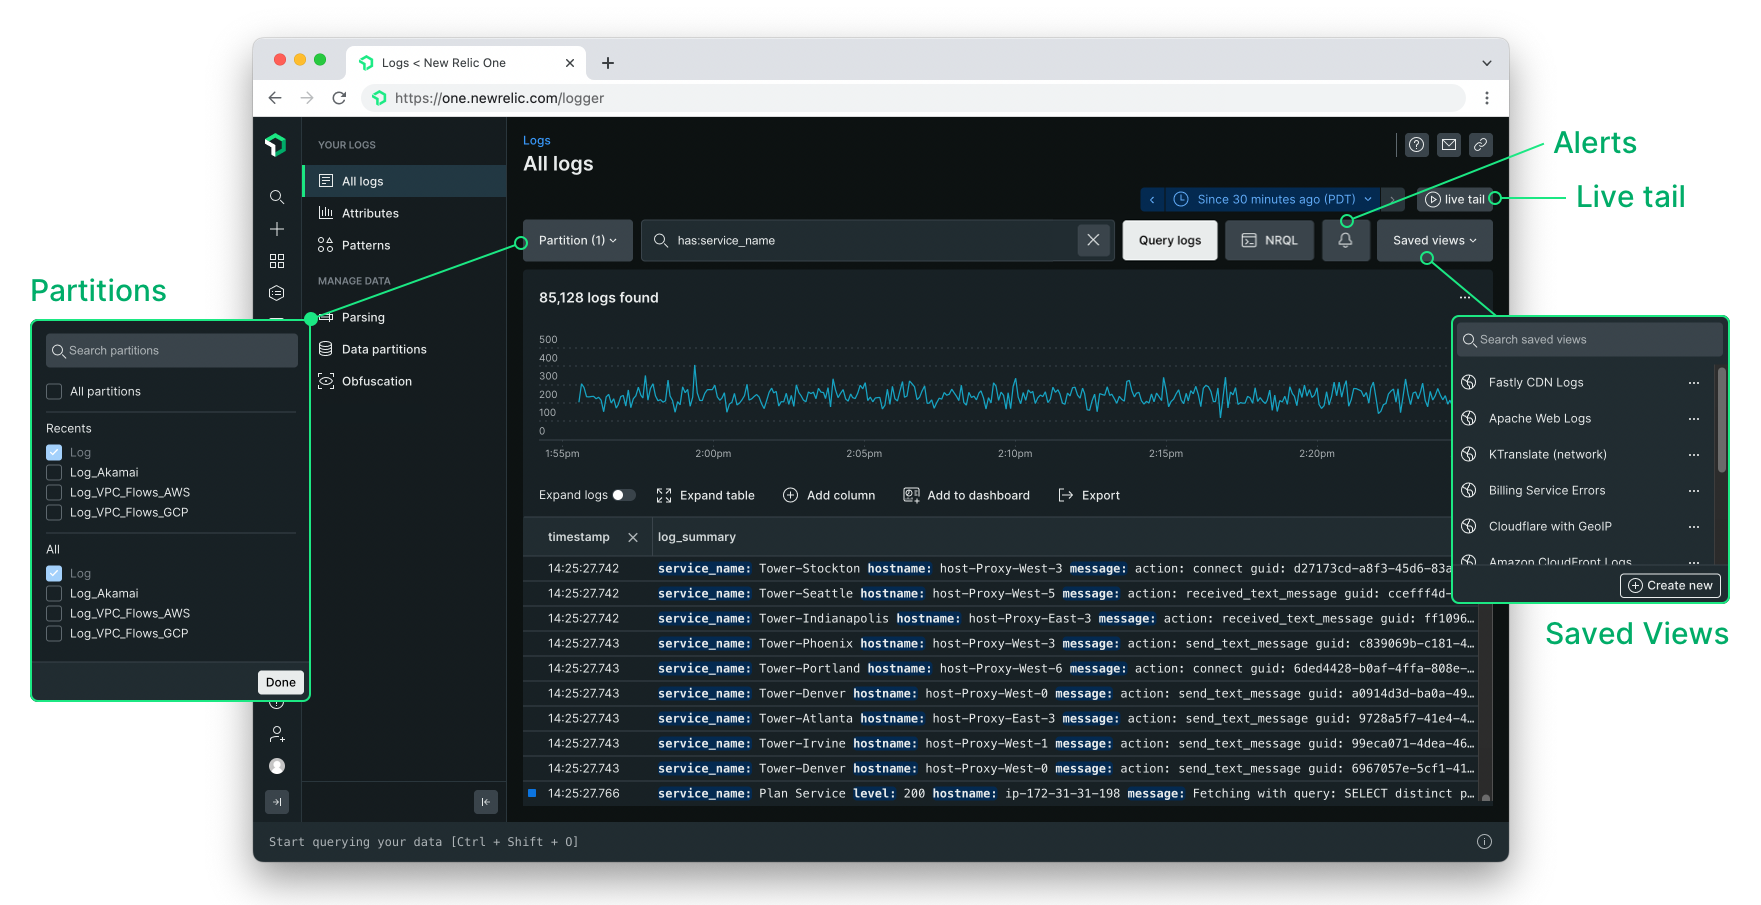 Logs < New Relic One
https://one.newrelic.com/logger
YOUR LOGS
All logs
Attributes
Patterns
MANAGE DATA
Parsing
Data partitions
Obfuscation
Logs
All logs
Since 30 minutes ago (PDT)
live tail
Partition (1)
has:service_name
Query logs
NRQL
Saved views
Alerts
Live tail
Partitions
Search partitions
All partitions
Recents
Log
Log_Akamai
Log_VPC_Flows_AWS
Log_VPC_Flows_GCP
All
Log
Log_Akamai
Log_VPC_Flows_AWS
Log_VPC_Flows_GCP
Done
85,128 logs found
500
400
300
200
100
0
1:55pm 2:00pm 2:05pm 2:10pm 2:15pm 2:20pm
Search saved views
Fastly CDN Logs
Apache Web Logs
KTranslate (network)
Billing Service Errors
Cloudflare with GeoIP
Amazon CloudFront Logs
Create new
Saved Views
Expand logs Expand table Add column Add to dashboard Export
timestamp log_summary
14:25:27.742 service_name: Tower-Stockton hostname: host-Proxy-West-3 message: action: connect guid: d27173cd-a8f3-45d6-83a
14:25:27.742 service_name: Tower-Seattle hostname: host-Proxy-West-5 message: action: received_text_message guid: ccefff4d-
14:25:27.742 service_name: Tower-Indianapolis hostname: host-Proxy-East-3 message: action: received_text_message guid: ff1096…
14:25:27.743 service_name: Tower-Phoenix hostname: host-Proxy-West-3 message: action: send_text_message guid: c839069b-c181-4…
14:25:27.743 service_name: Tower-Portland hostname: host-Proxy-West-6 message: action: connect guid: 6ded4428-b0af-4ffa-808e-…
14:25:27.743 service_name: Tower-Denver hostname: host-Proxy-West-0 message: action: send_text_message guid: a0914d3d-ba0a-49…
14:25:27.743 service_name: Tower-Atlanta hostname: host-Proxy-East-3 message: action: send_text_message guid: 9728a5f7-41e4-4…
14:25:27.743 service_name: Tower-Irvine hostname: host-Proxy-West-1 message: action: send_text_message guid: 99eca071-4dea-46…
14:25:27.743 service_name: Tower-Denver hostname: host-Proxy-West-0 message: action: send_text_message guid: 6967057e-5cf1-41…
14:25:27.766 service_name: Plan Service level: 200 hostname: ip-172-31-31-198 message: Fetching with query: SELECT distinct p…
Start querying your data [Ctrl + Shift + O]